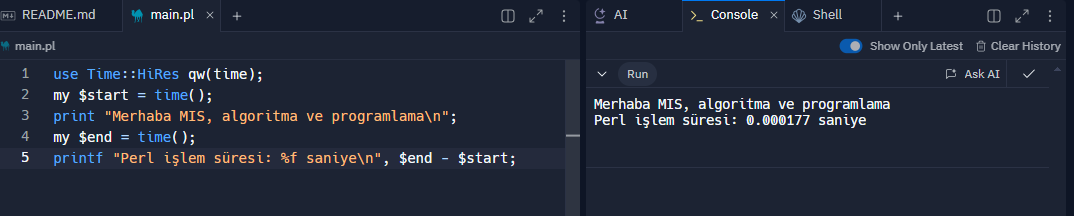 README.md
main.pl
AI
Console
Shell
main.pl
Show Only Latest
Clear History
1 use Time::HiRes qw(time);
2 my $start = time();
3 print "Merhaba MIS, algoritma ve programlama\n";
4 my $end = time();
5 printf "Perl işlem süresi: %f saniye\n", $end - $start;
Run
Ask AI
Merhaba MIS, algoritma ve programlama
Perl işlem süresi: 0.000177 saniye